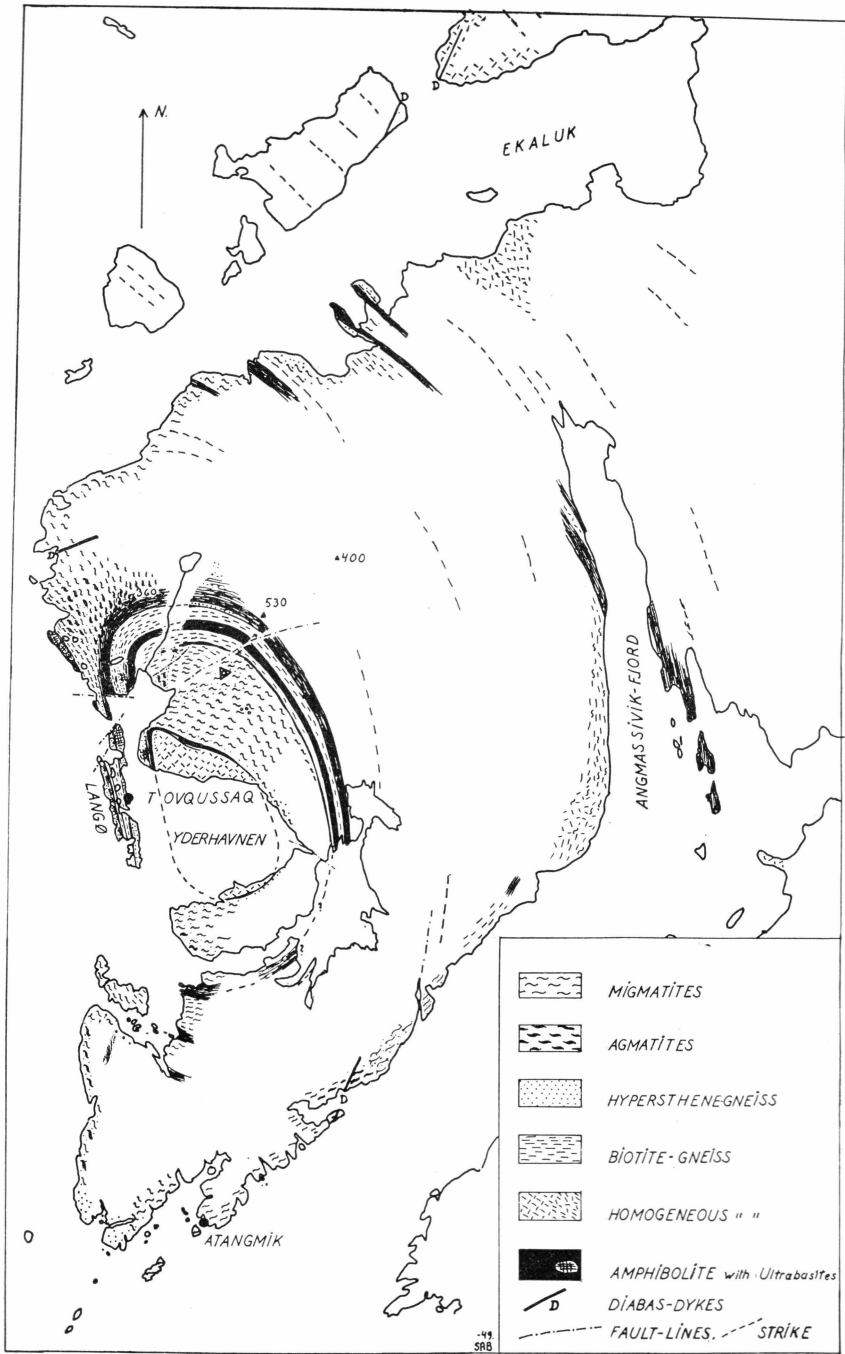 N.
D
D
EKALUK
D
400
530
ANGMASSIVIK-FJORD
LANGØ
TOVQUSSAQ
YDERHAVNEN
D
ATANGMIK
MIGMATITES
AGMATITES
HYPERSTHENE-GNEISS
BIOTITE-GNEISS
HOMOGENEOUS " "
AMPHIBOLITE with Ultrabasites
D DIABAS-DYKES
FAULT-LINES. STRIKE
-49.
SAB